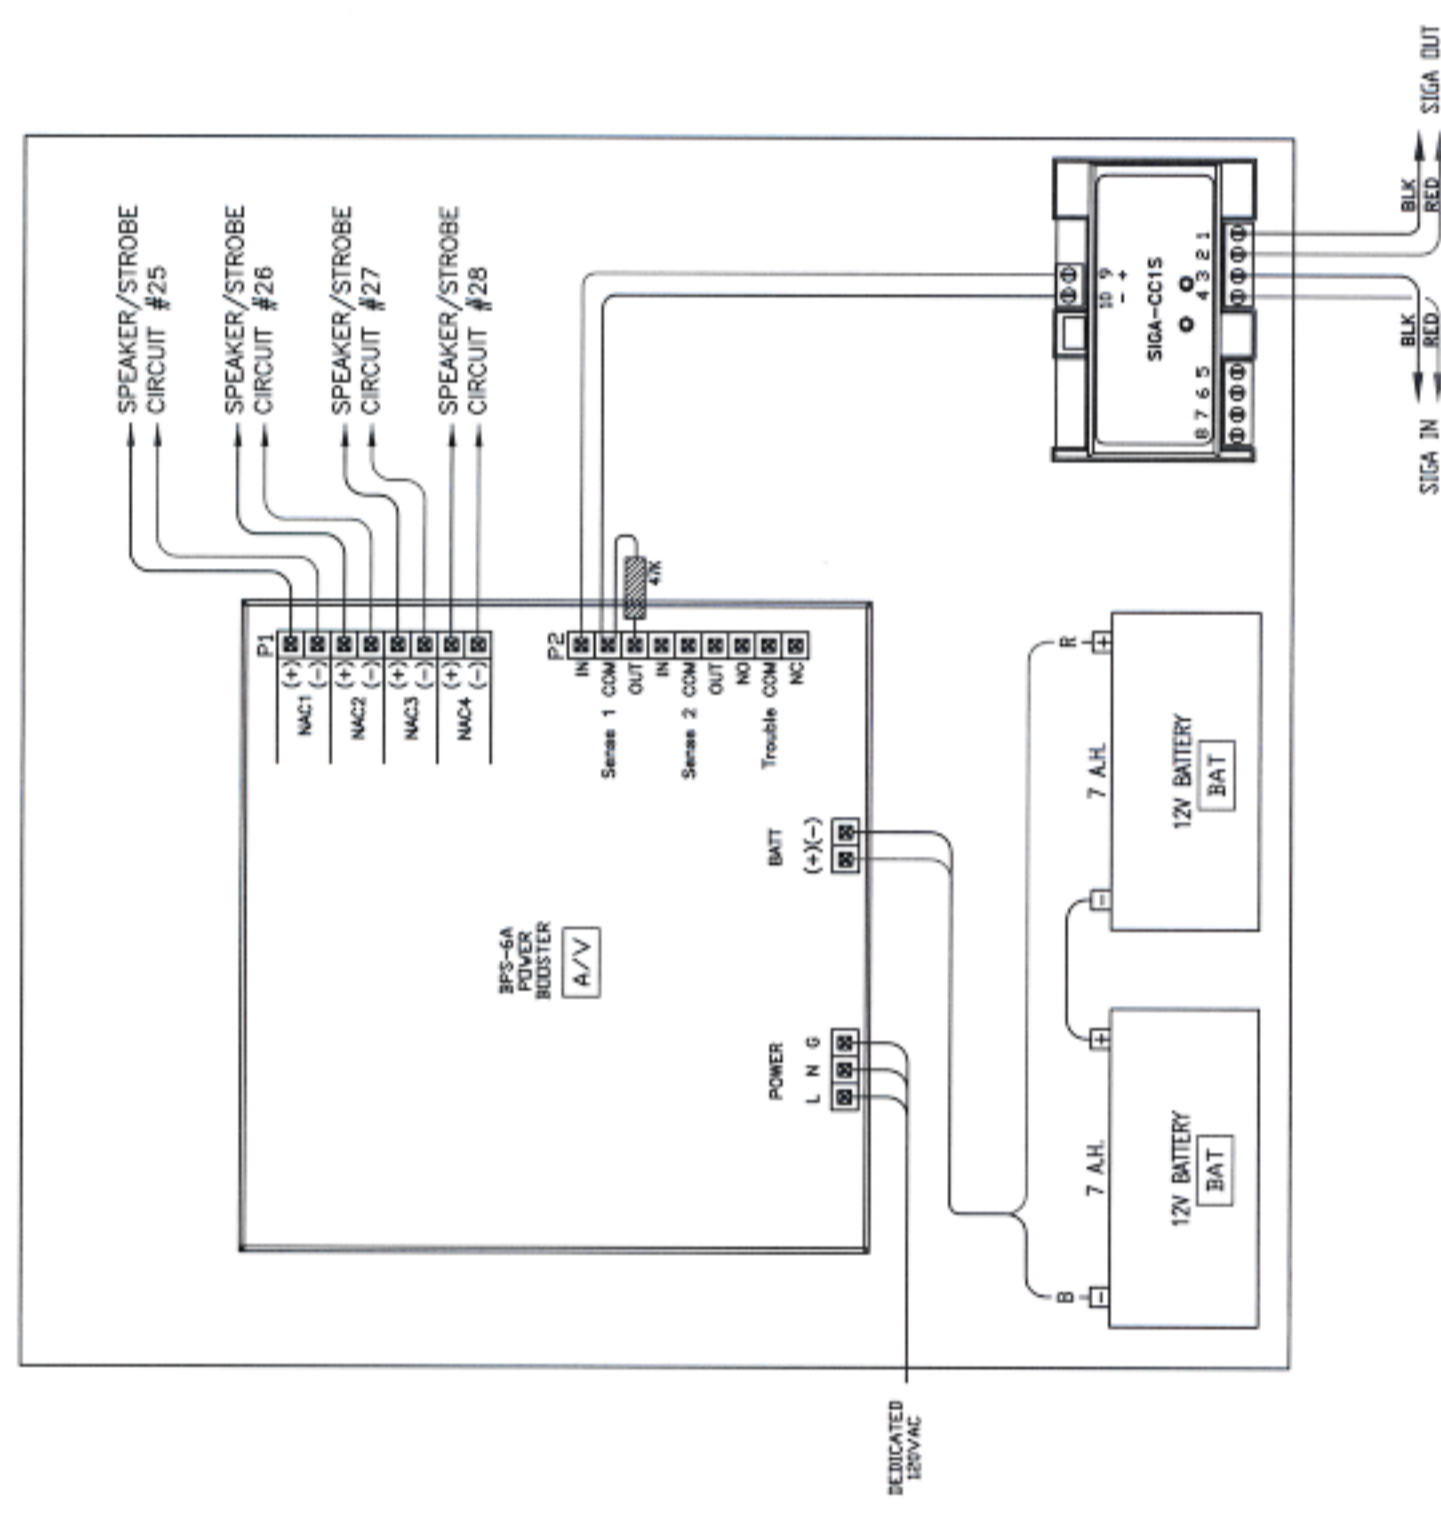 SPEAKER/STROBE
CIRCUIT #25
SPEAKER/STROBE
CIRCUIT #26
SPEAKER/STROBE
CIRCUIT #27
SPEAKER/STROBE
CIRCUIT #28
P1
(+)
(-)
NAC1
(+)
(-)
NAC2
(+)
(-)
NAC3
(+)
(-)
NAC4
P2
IN
COM
OUT
Sense 1
IN
COM
OUT
Sense 2
NO
COM
NC
Trouble
47K
BPS-6A
POWER
BOOSTER
A/V
BATT
(+)(-)
POWER
L N G
DEDICATED
120VAC
10 9
- +
SIGA-CC1S
8 7 6 5 4 3 2 1
BLK
RED
SIGA OUT
BLK
RED
SIGA IN
B
-
+
7 A.H.
12V BATTERY
BAT
R
-
+
7 A.H.
12V BATTERY
BAT